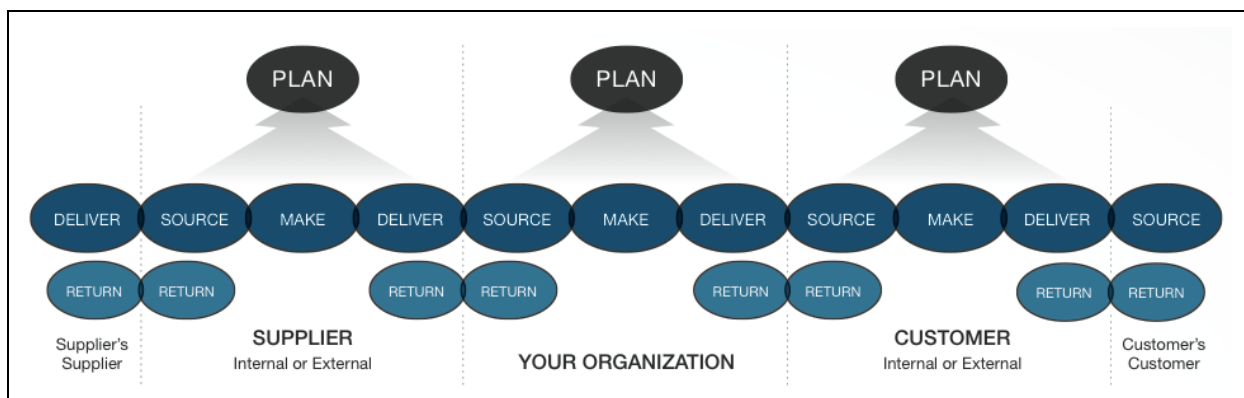 PLAN PLAN PLAN
DELIVER SOURCE MAKE DELIVER SOURCE MAKE DELIVER SOURCE MAKE DELIVER SOURCE
RETURN RETURN RETURN RETURN RETURN RETURN RETURN RETURN
Supplier's
Supplier
SUPPLIER
Internal or External
YOUR ORGANIZATION
CUSTOMER
Internal or External
Customer's
Customer